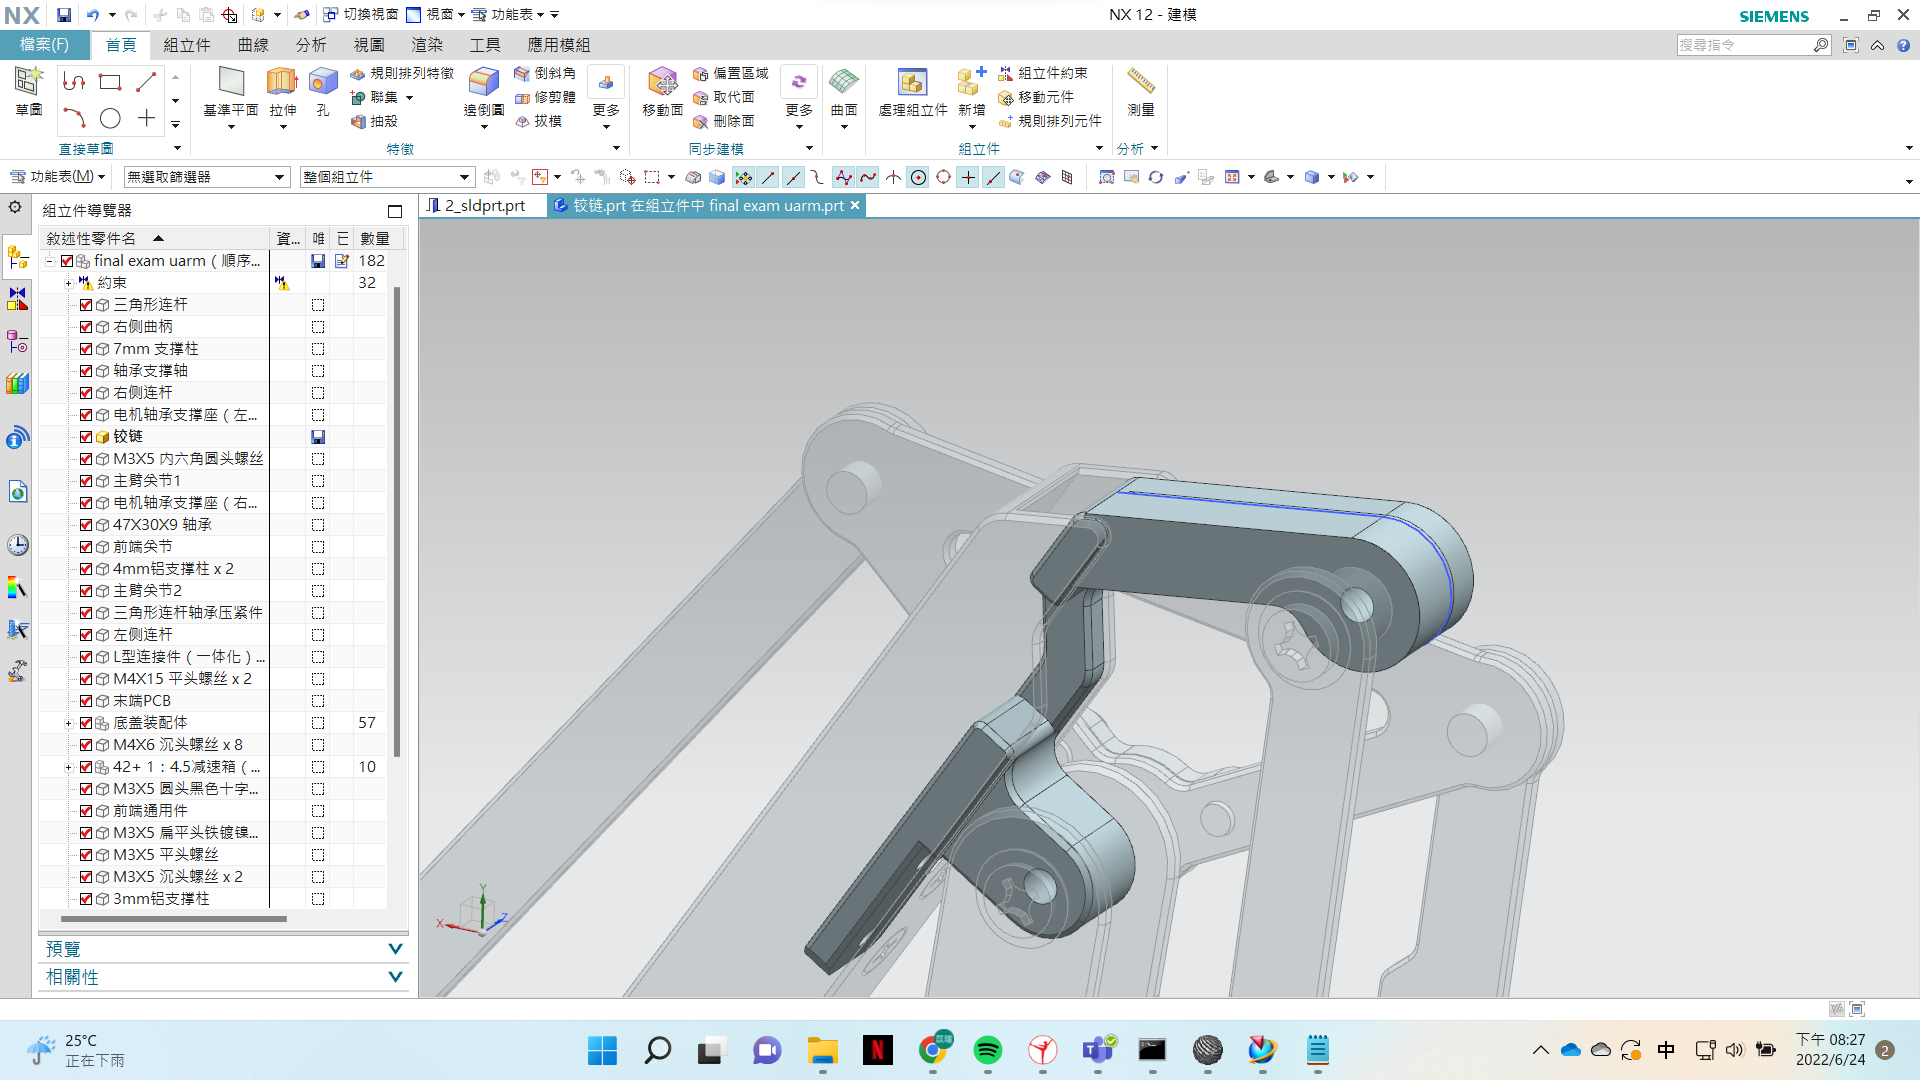 NX
切換視窗
視窗
功能表
NX 12 - 建模
SIEMENS
檔案(F)
首頁
組立件
曲線
分析
視圖
渲染
工具
應用模組
搜尋指令
草圖
直接草圖
基準平面
拉伸
孔
規則排列特徵
聯集
抽殼
邊倒圓
倒斜角
修剪體
拔模
更多
特徵
移動面
偏置區域
取代面
刪除面
更多
同步建模
曲面
處理組立件
新增
組立件約束
移動元件
規則排列元件
組立件
測量
分析
功能表(M)
無選取篩選器
整個組立件
組立件導覽器
2_sldprt.prt
铰链.prt 在組立件中 final exam uarm.prt
敘述性零件名
資...
唯
已
數量
final exam uarm ( 順序...
182
約束
32
三角形连杆
右侧曲柄
7mm 支撑柱
轴承支撑轴
右侧连杆
电机轴承支撑座 ( 左...
铰链
M3X5 内六角圆头螺丝
主臂关节1
电机轴承支撑座 ( 右...
47X30X9 轴承
前端关节
4mm铝支撑柱 x 2
主臂关节2
三角形连杆轴承压紧件
左侧连杆
L型连接件 ( 一体化 ) ...
M4X15 平头螺丝 x 2
末端PCB
底盖装配体
57
M4X6 沉头螺丝 x 8
42+ 1 : 4.5减速箱 ( ...
10
M3X5 圆头黑色十字...
前端通用件
M3X5 扁平头铁镀镍...
M3X5 平头螺丝
M3X5 沉头螺丝 x 2
3mm铝支撑柱
預覽
相關性
X
Y
Z
25°C
正在下雨
中
下午 08:27
2022/6/24
2